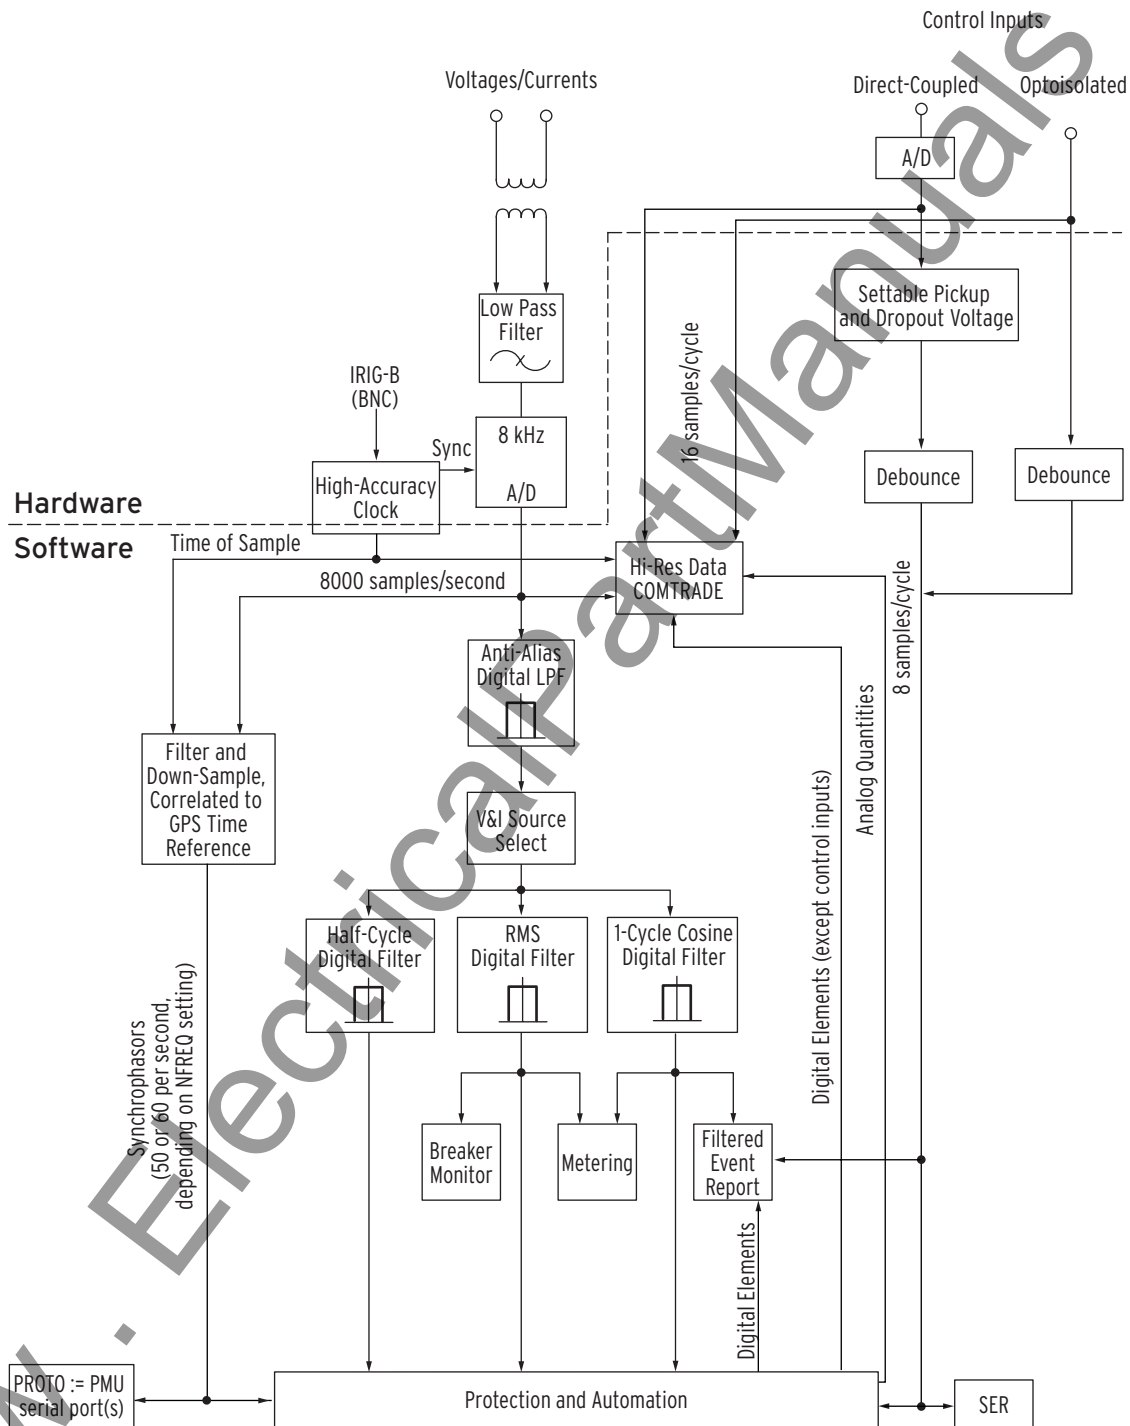 Control Inputs
Voltages/Currents
Direct-Coupled
Optoisolated
A/D
Settable Pickup
and Dropout Voltage
Low Pass
Filter
16 samples/cycle
IRIG-B
(BNC)
8 kHz
A/D
Sync
High-Accuracy
Clock
Debounce
Debounce
Hardware
Software
Time of Sample
8000 samples/second
Hi-Res Data
COMTRADE
8 samples/cycle
Anti-Alias
Digital LPF
Analog Quantities
Digital Elements (except control inputs)
Filter and
Down-Sample,
Correlated to
GPS Time
Reference
V&I Source
Select
Half-Cycle
Digital Filter
RMS
Digital Filter
1-Cycle Cosine
Digital Filter
Synchrophasors
(50 or 60 per second,
depending on NFREQ setting)
Breaker
Monitor
Metering
Filtered
Event
Report
Digital Elements
PROTO := PMU
serial port(s)
Protection and Automation
SER
w . ElectricalPartManuals